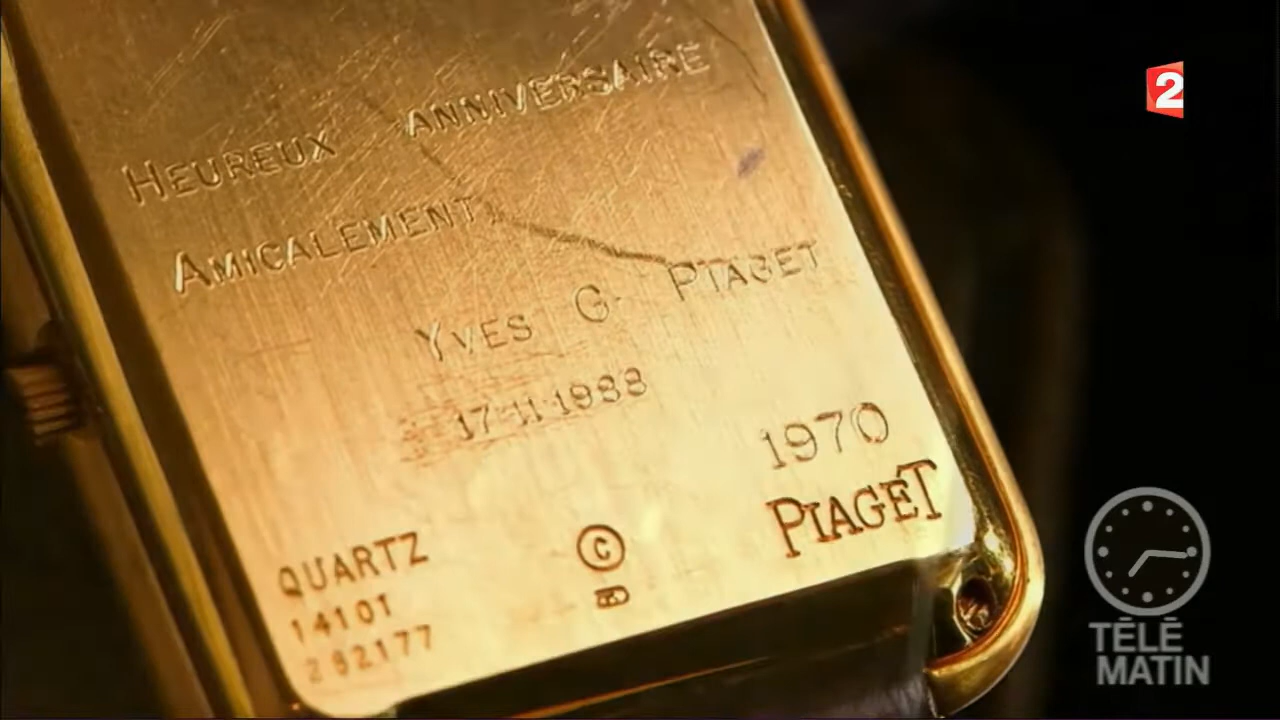 HEUREUX ANNIVERSAIRE
AMICALEMENT
YVES G. PIAGET
17.11.1988
1970
PIAGET
QUARTZ
14101
262177
©
2
TÉLÉ
MATIN